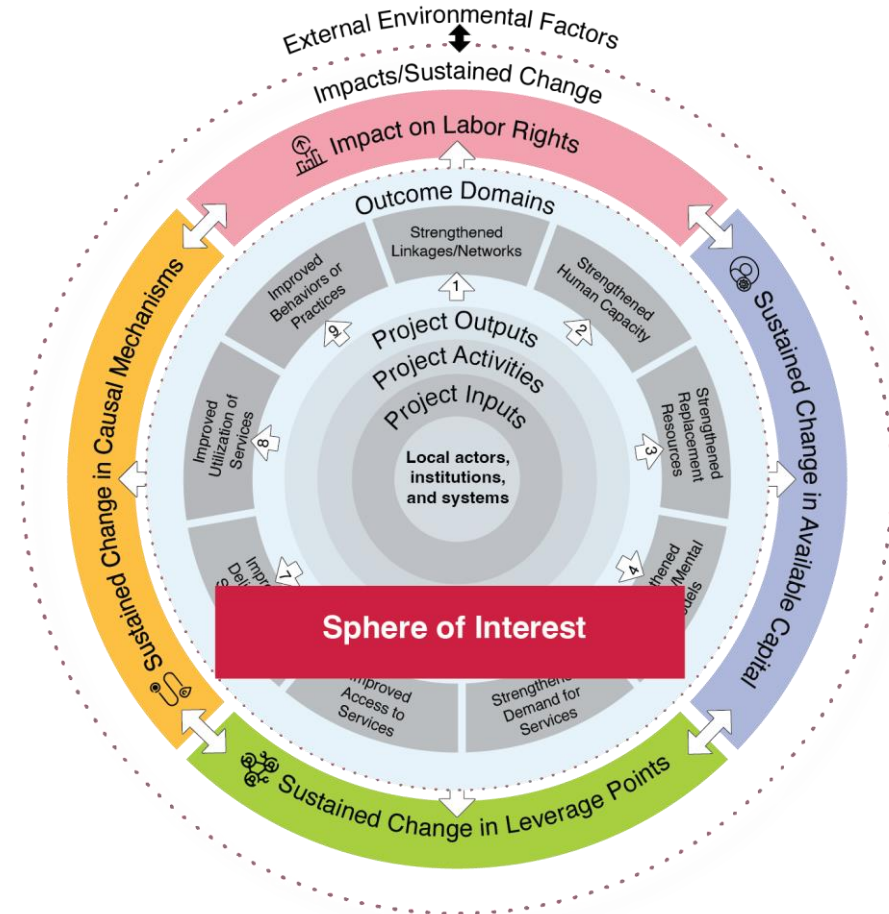 External Environmental Factors
Impacts/Sustained Change
Impact on Labor Rights
Outcome Domains
Strengthened
Linkages/Networks
1
Strengthened
Human Capacity
2
Strengthened
Replacement
Resources
3
/Mental
4
Strengthened
Demand for
Services
Improved
Access to
Services
7
Improved
Utilization of
Services
8
Improved
Behaviors or
Practices
9
Project Outputs
Project Activities
Project Inputs
Local actors,
institutions,
and systems
Sphere of Interest
Sustained Change in Available Capital
Sustained Change in Leverage Points
Sustained Change in Causal Mechanisms